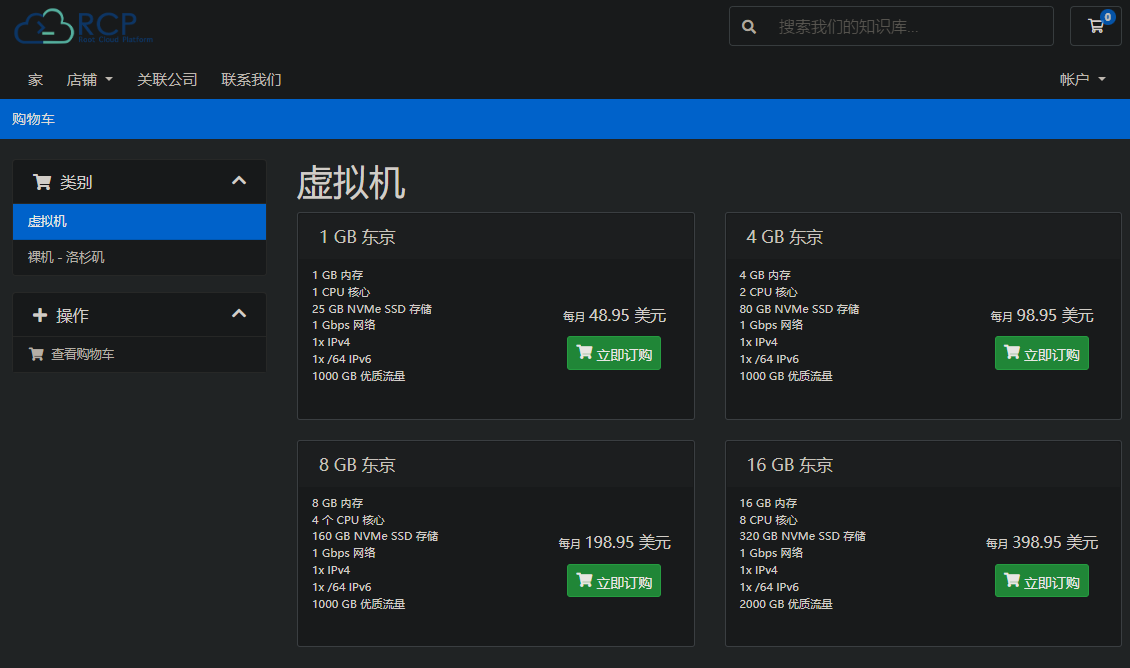 RCP
搜索我们的知识库...
0
家
店铺
关联公司
联系我们
帐户
购物车
类别
虚拟机
裸机 - 洛杉矶
操作
查看购物车
虚拟机
1 GB 东京
1 GB 内存
1 CPU 核心
25 GB NVMe SSD 存储
1 Gbps 网络
1x IPv4
1x /64 IPv6
1000 GB 优质流量
每月 48.95 美元
立即订购
4 GB 东京
4 GB 内存
2 CPU 核心
80 GB NVMe SSD 存储
1 Gbps 网络
1x IPv4
1x /64 IPv6
1000 GB 优质流量
每月 98.95 美元
立即订购
8 GB 东京
8 GB 内存
4 个 CPU 核心
160 GB NVMe SSD 存储
1 Gbps 网络
1x IPv4
1x /64 IPv6
1000 GB 优质流量
每月 198.95 美元
立即订购
16 GB 东京
16 GB 内存
8 CPU 核心
320 GB NVMe SSD 存储
1 Gbps 网络
1x IPv4
1x /64 IPv6
2000 GB 优质流量
每月 398.95 美元
立即订购